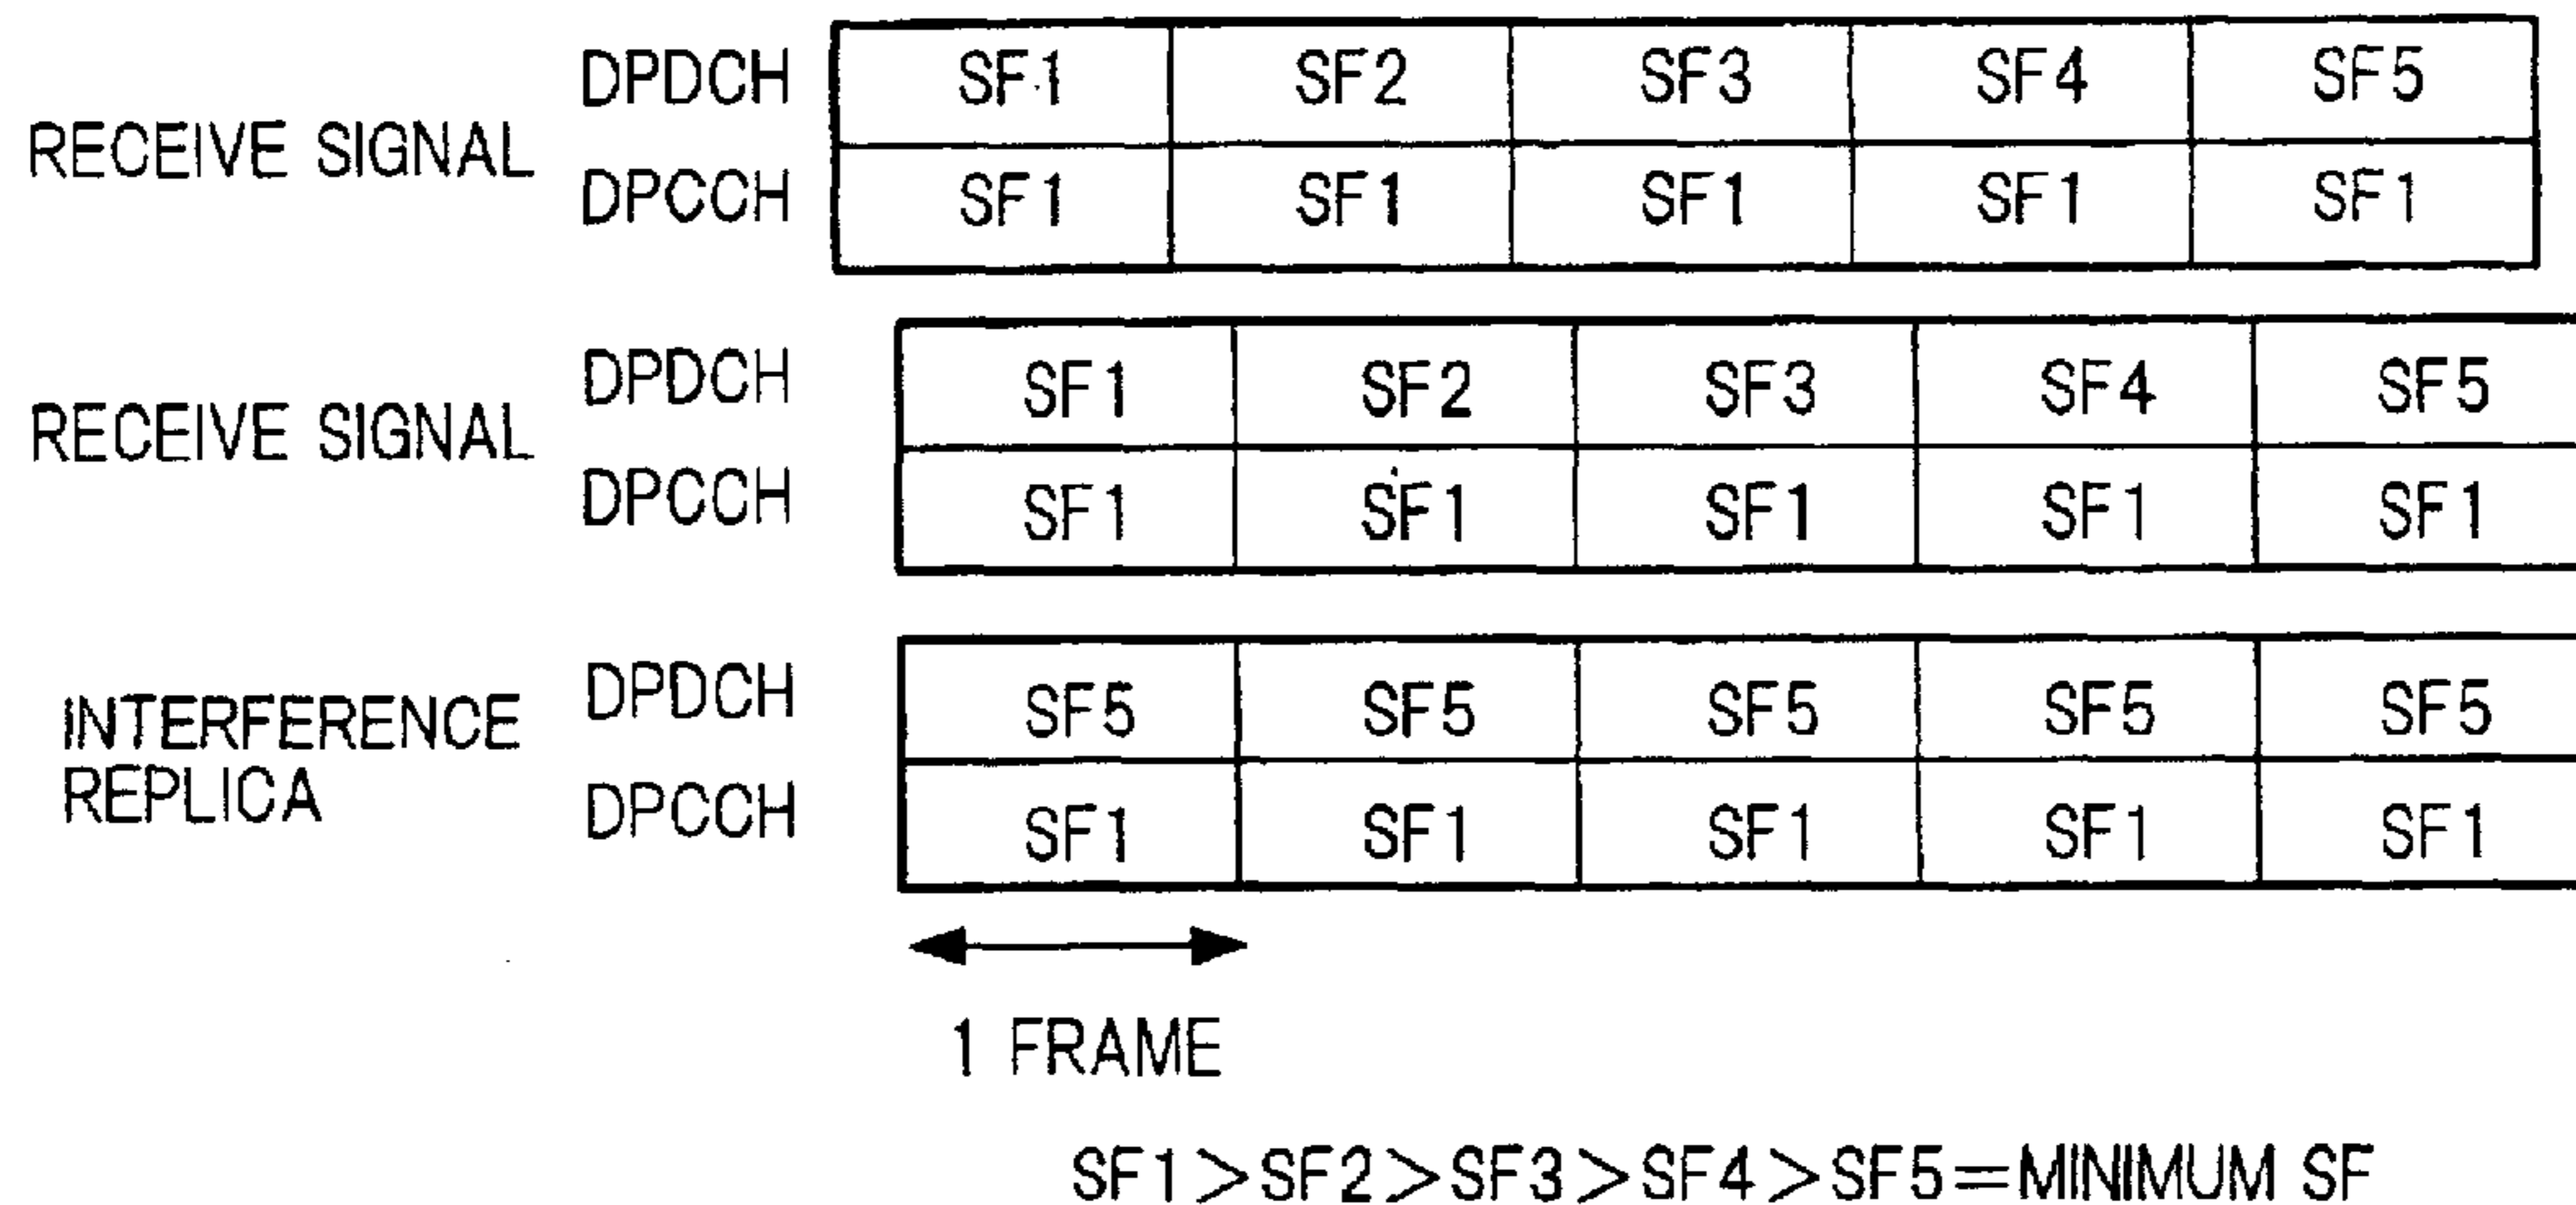 DPDCH SF1 SF2 SF3 SF4 SF5
RECEIVE SIGNAL
DPCCH SF1 SF1 SF1 SF1 SF1
DPDCH SF1 SF2 SF3 SF4 SF5
RECEIVE SIGNAL
DPCCH SF1 SF1 SF1 SF1 SF1
DPDCH SF5 SF5 SF5 SF5 SF5
INTERFERENCE
REPLICA
DPCCH SF1 SF1 SF1 SF1 SF1
1 FRAME
SF1>SF2>SF3>SF4>SF5=MINIMUM SF